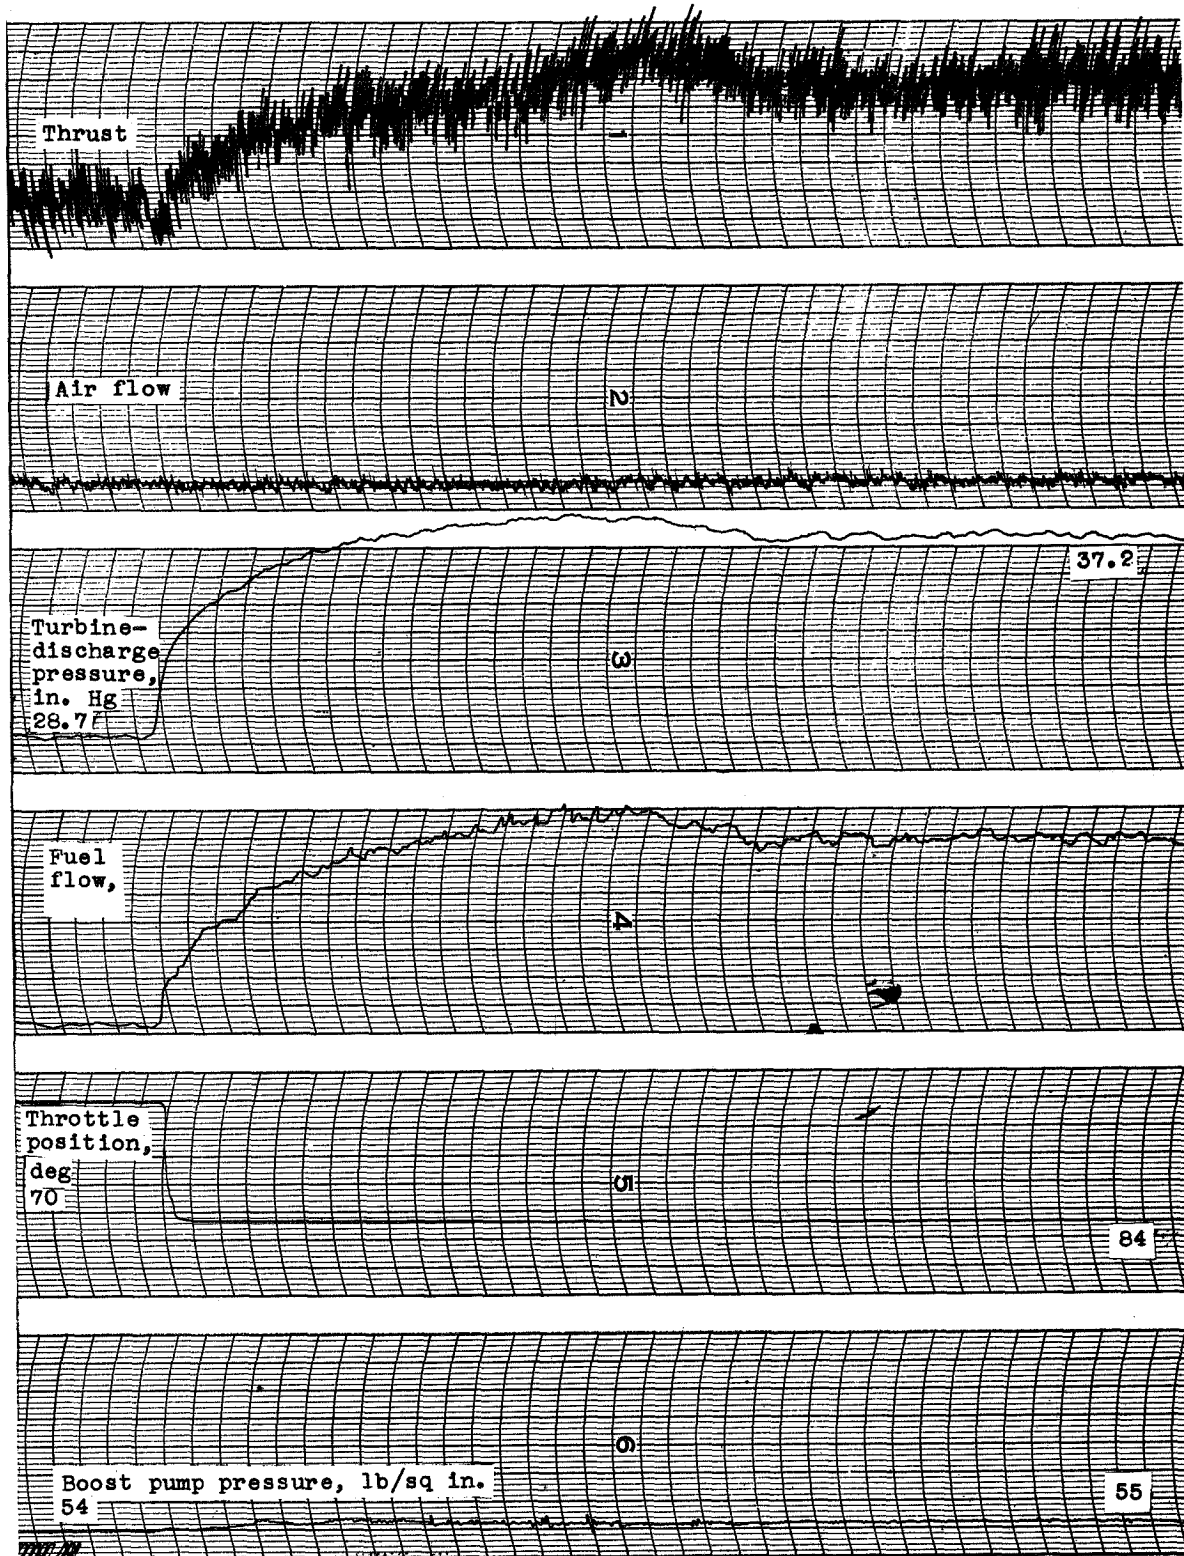 Thrust
1
Air flow
2
37.2
Turbine-
discharge
pressure,
in. Hg
28.7
3
Fuel
flow,
4
Throttle
position,
deg
70
5
84
6
Boost pump pressure, lb/sq in.
54
55